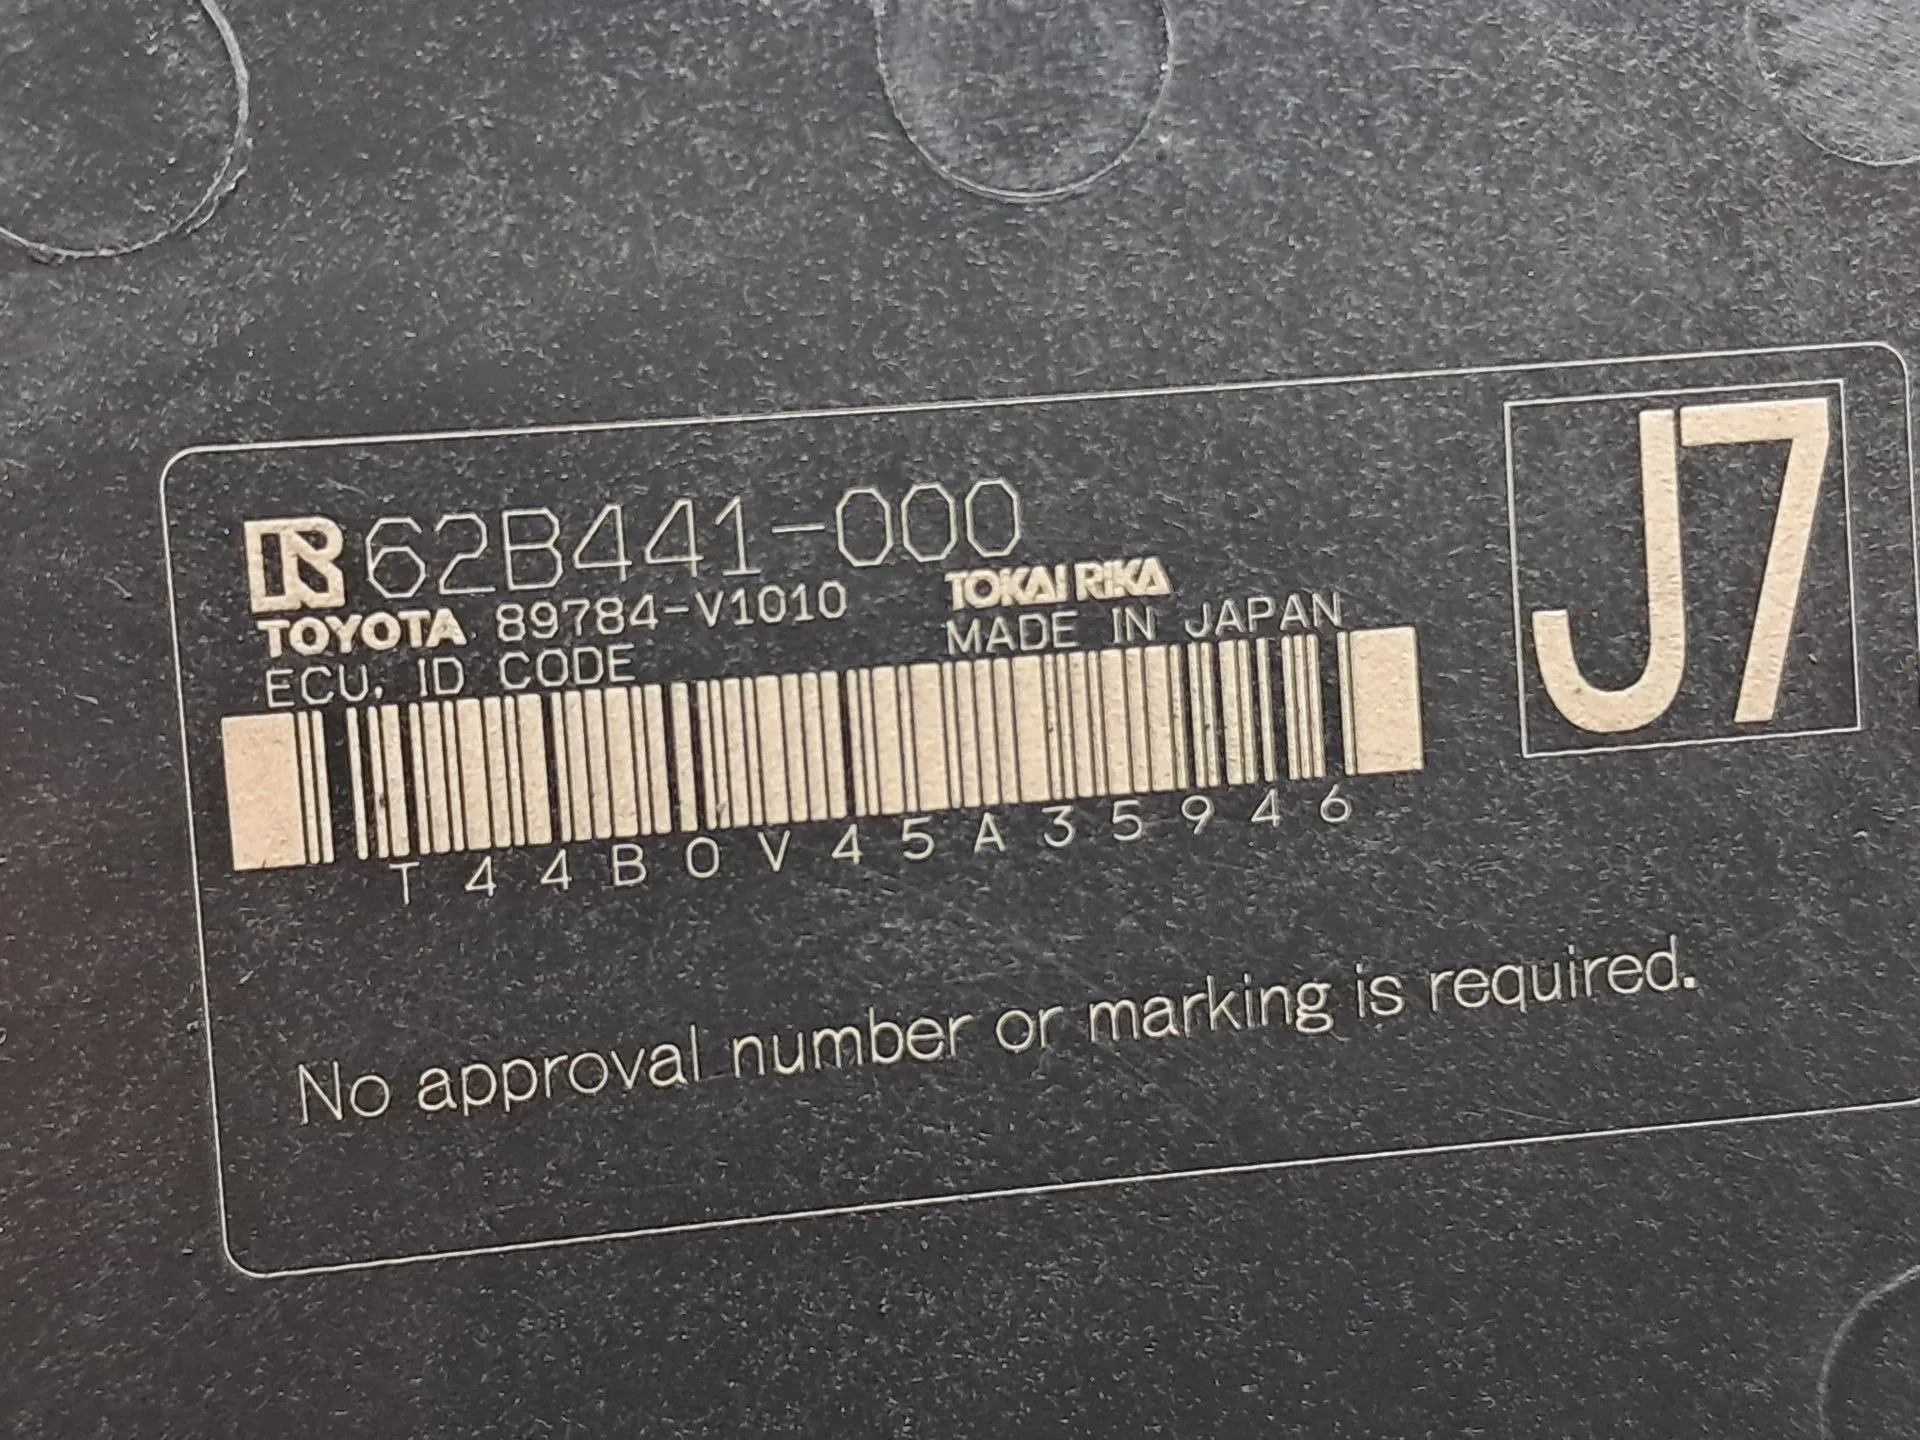 R 62B441-000
TOYOTA 89784-V1010
TOKAI RIKA
ECU, ID CODE
MADE IN JAPAN
J7
T44B0V45A35946
No approval number or marking is required.